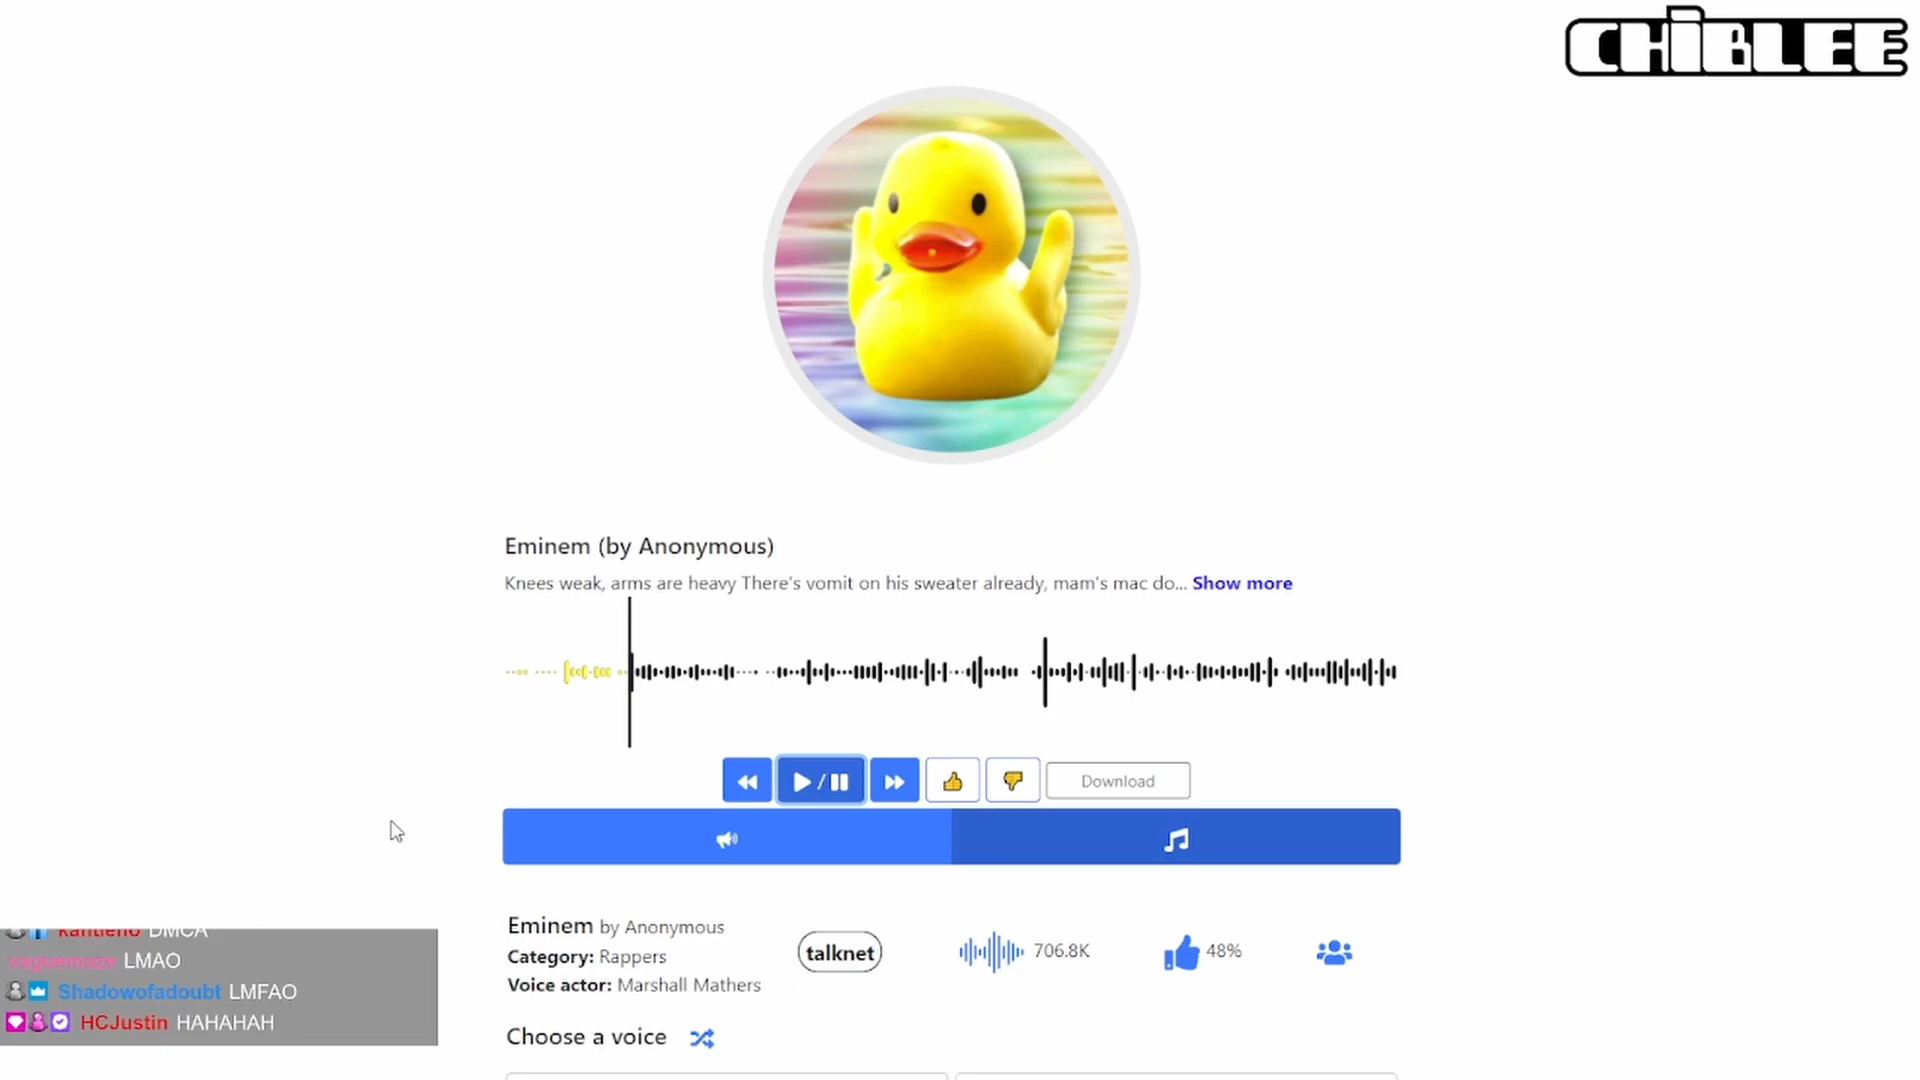 CHIBLEE
Eminem (by Anonymous)
Knees weak, arms are heavy There's vomit on his sweater already, mam's mac do... Show more
/
Download
Eminem by Anonymous
Category: Rappers
Voice actor: Marshall Mathers
talknet
706.8K
48%
DMCA
LMAO
Shadowofadoubt LMFAO
HCJustin HAHAHAH
Choose a voice